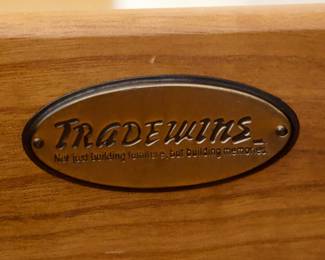 TRADEWINS
Not just building furniture, but building memories.